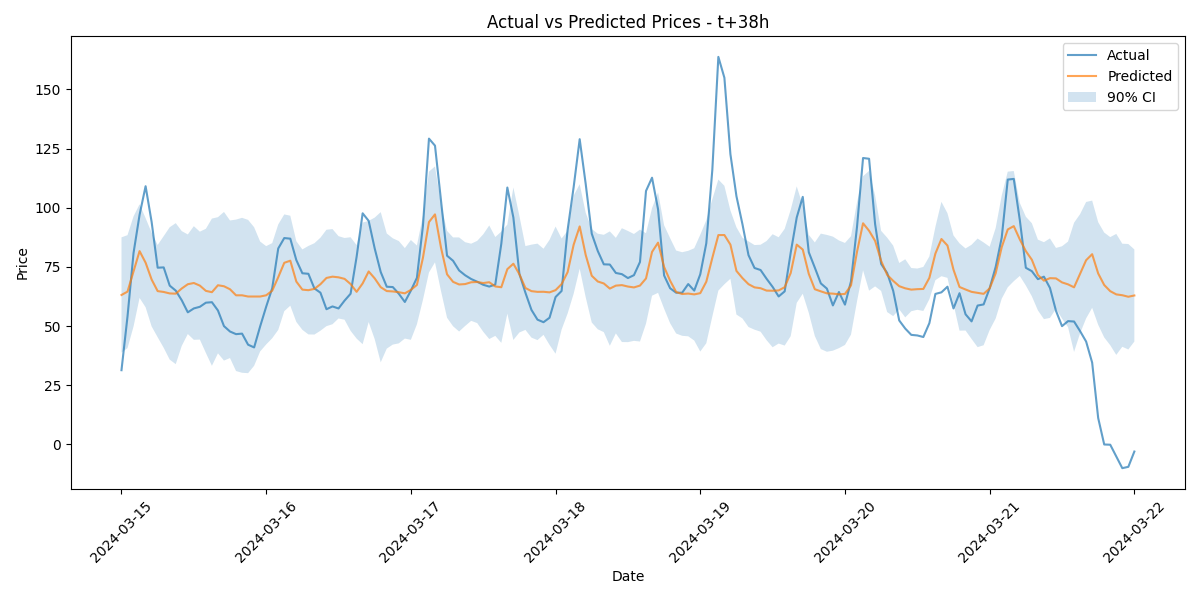 Actual vs Predicted Prices - t+38h
Actual
Predicted
90% CI
Price
150
125
100
75
50
25
0
2024-03-15
2024-03-16
2024-03-17
2024-03-18
2024-03-19
2024-03-20
2024-03-21
2024-03-22
Date